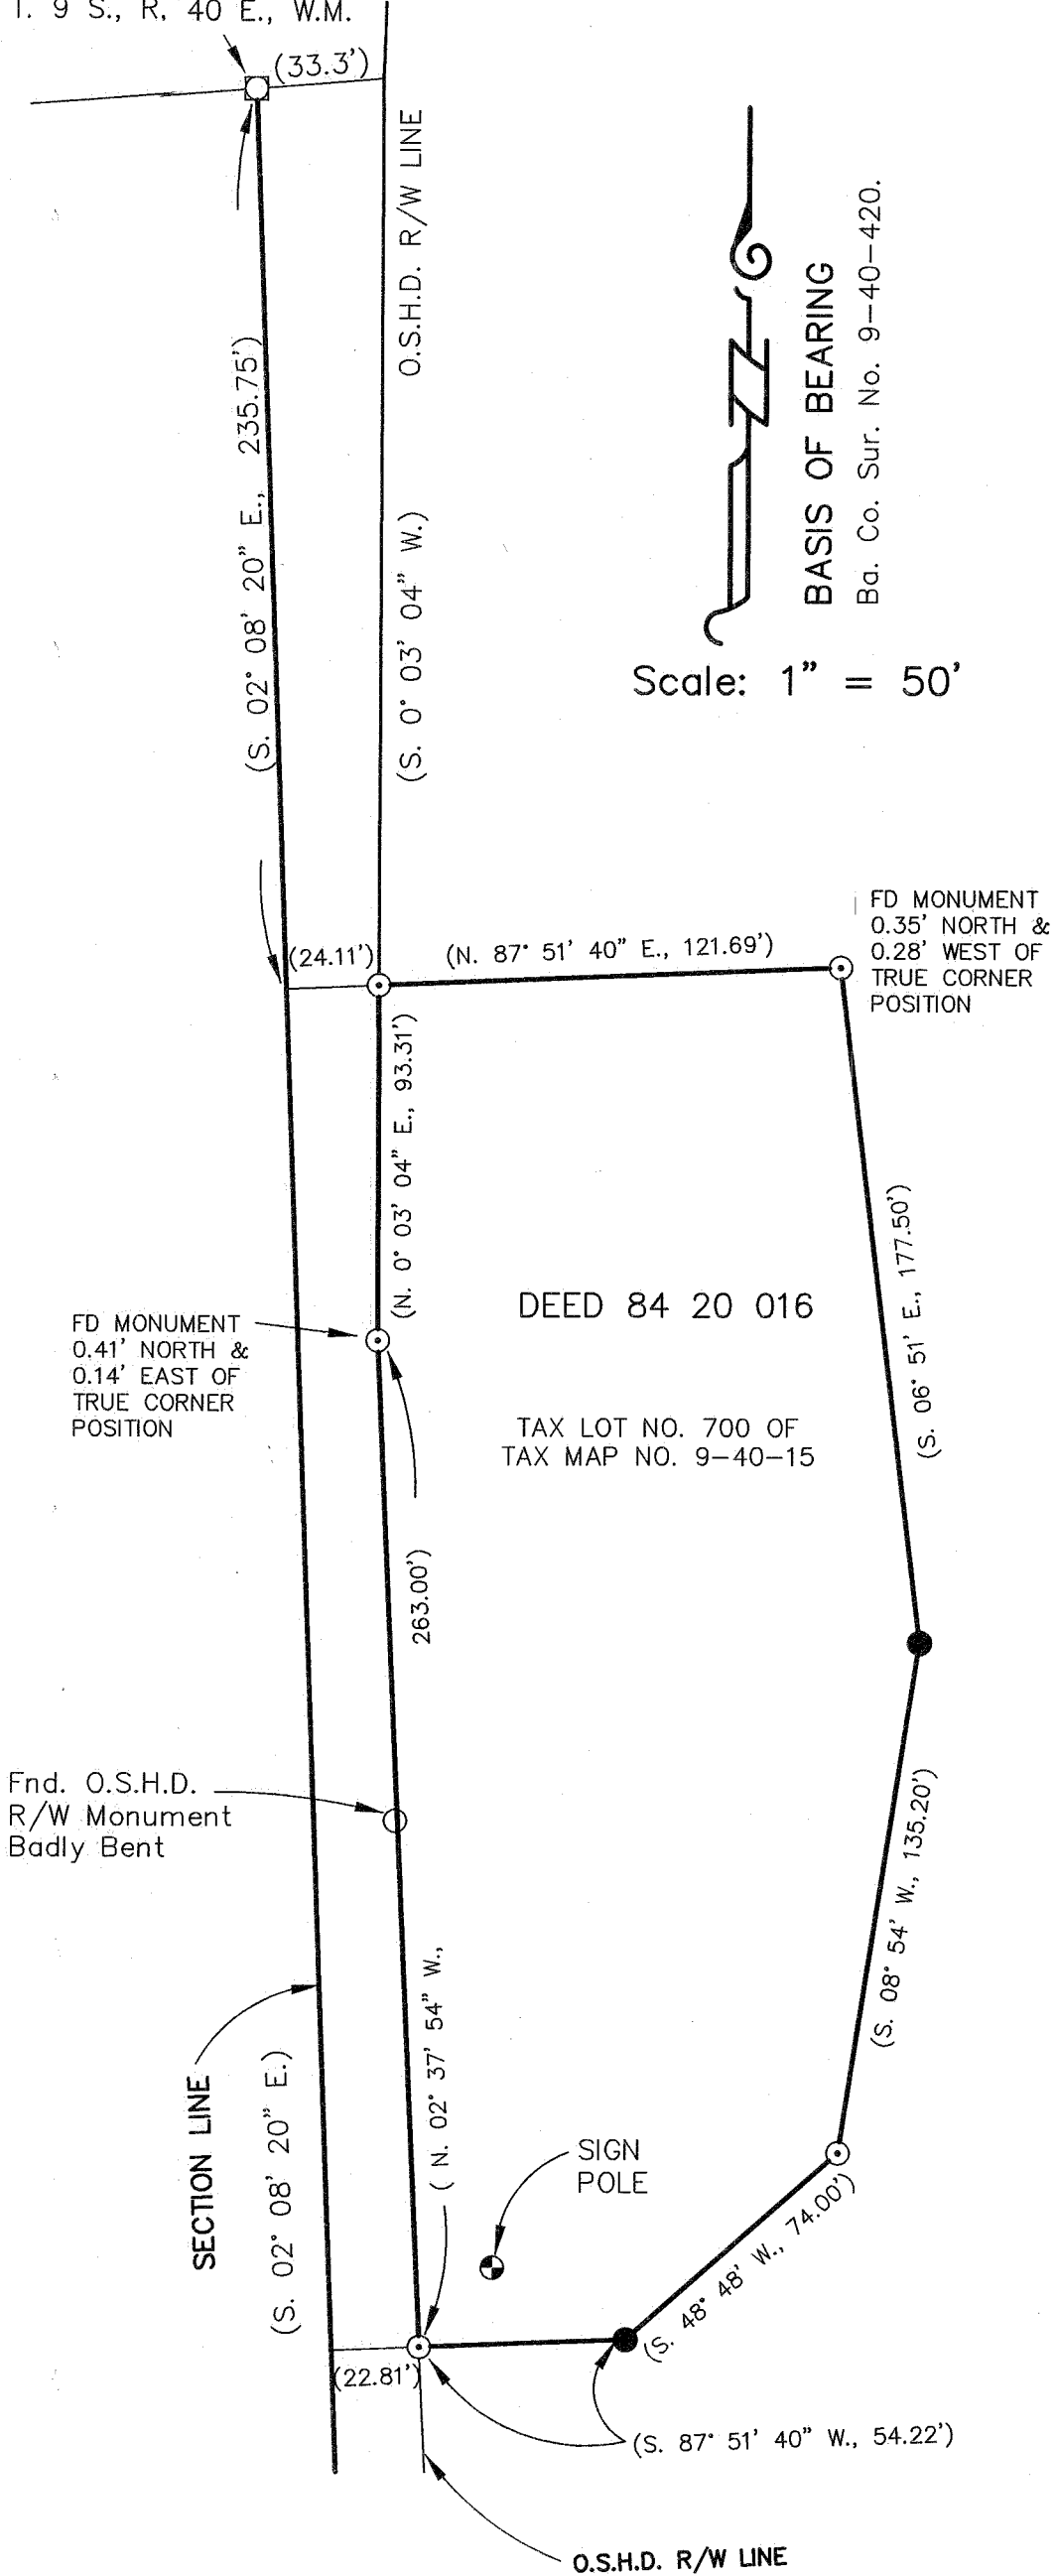 T. 9 S., R. 40 E., W.M.
(33.3')
O.S.H.D. R/W LINE
(S. 02° 08' 20" E., 235.75')
(S. 0° 03' 04" W.)
BASIS OF BEARING
Ba. Co. Sur. No. 9-40-420.
Scale: 1" = 50'
FD MONUMENT
0.35' NORTH &
0.28' WEST OF
TRUE CORNER
POSITION
(24.11')
(N. 87° 51' 40" E., 121.69')
(N. 0° 03' 04" E., 93.31')
(S. 06° 51' E., 177.50')
DEED 84 20 016
FD MONUMENT
0.41' NORTH &
0.14' EAST OF
TRUE CORNER
POSITION
TAX LOT NO. 700 OF
TAX MAP NO. 9-40-15
(N. 02° 37' 54" W., 263.00')
Fnd. O.S.H.D.
R/W Monument
Badly Bent
(S. 08° 54' W., 135.20')
SECTION LINE
(S. 02° 08' 20" E.)
SIGN
POLE
(S. 48° 48' W., 74.00')
(22.81')
(S. 87° 51' 40" W., 54.22')
O.S.H.D. R/W LINE